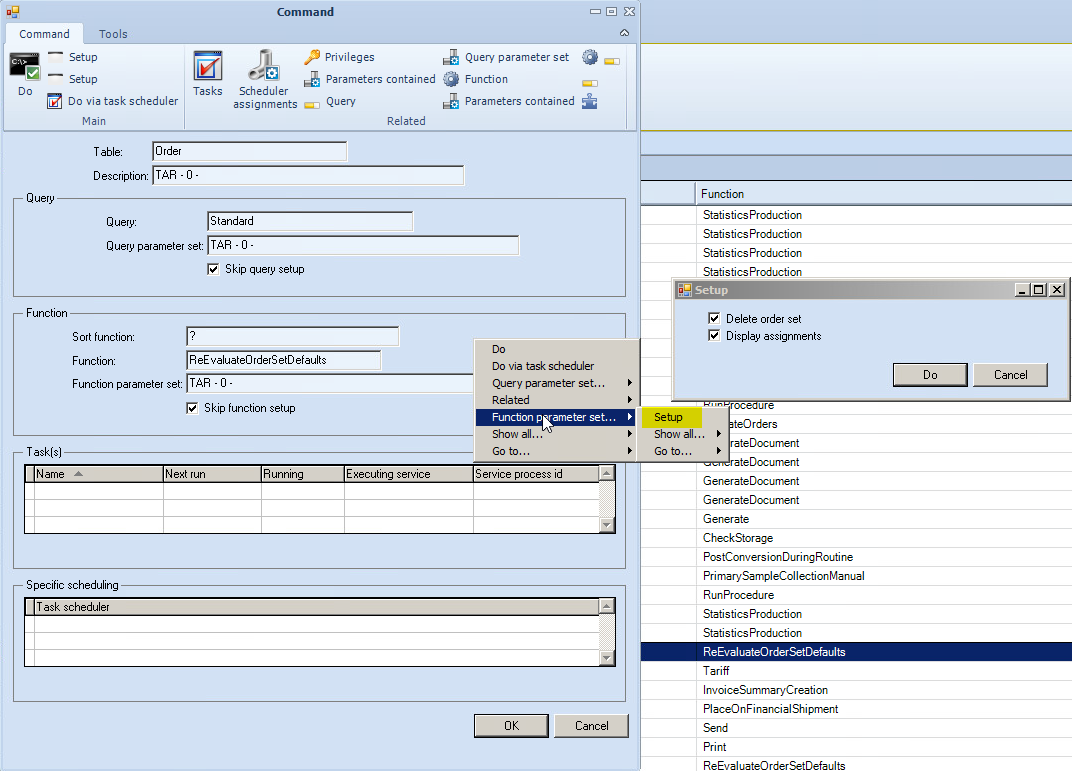 Command
Command
Tools
Do
Setup
Setup
Do via task scheduler
Main
Tasks
Scheduler
assignments
Privileges
Parameters contained
Query
Query parameter set
Function
Parameters contained
Related
Table:
Order
Description:
TAR - 0 -
Query
Query:
Standard
Query parameter set:
TAR - 0 -
Skip query setup
Function
Sort function:
?
Function:
ReEvaluateOrderSetDefaults
Function parameter set:
TAR - 0 -
Skip function setup
Do
Do via task scheduler
Query parameter set...
Related
Function parameter set...
Show all...
Go to...
Setup
Show all...
Go to...
Task(s)
Name
Next run
Running
Executing service
Service process id
Specific scheduling
Task scheduler
OK
Cancel
Function
StatisticsProduction
StatisticsProduction
StatisticsProduction
StatisticsProduction
Setup
Delete order set
Display assignments
Do
Cancel
RunProcedure
ateOrders
GenerateDocument
GenerateDocument
GenerateDocument
GenerateDocument
Generate
CheckStorage
PostConversionDuringRoutine
PrimarySampleCollectionManual
RunProcedure
StatisticsProduction
StatisticsProduction
ReEvaluateOrderSetDefaults
Tariff
InvoiceSummaryCreation
PlaceOnFinancialShipment
Send
Print
ReEvaluateOrderSetDefaults